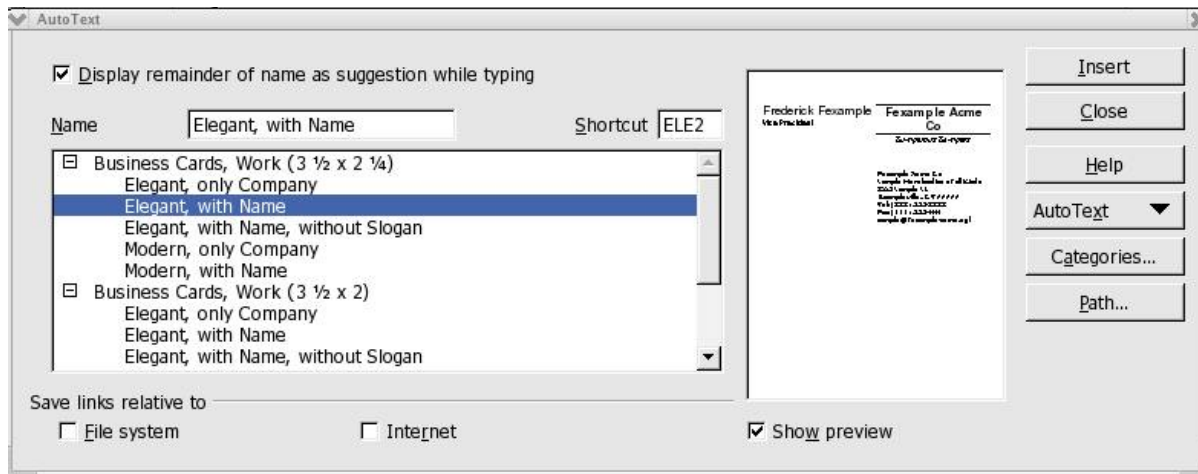 AutoText
Display remainder of name as suggestion while typing
Name Elegant, with Name Shortcut ELE2
Business Cards, Work (3 ½ x 2 ¼)
Elegant, only Company
Elegant, with Name
Elegant, with Name, without Slogan
Modern, only Company
Modern, with Name
Business Cards, Work (3 ½ x 2)
Elegant, only Company
Elegant, with Name
Elegant, with Name, without Slogan
Save links relative to
File system Internet
Frederick Fexample
Vice President
Fexample Acme
Co
Show preview
Insert
Close
Help
AutoText
Categories...
Path...